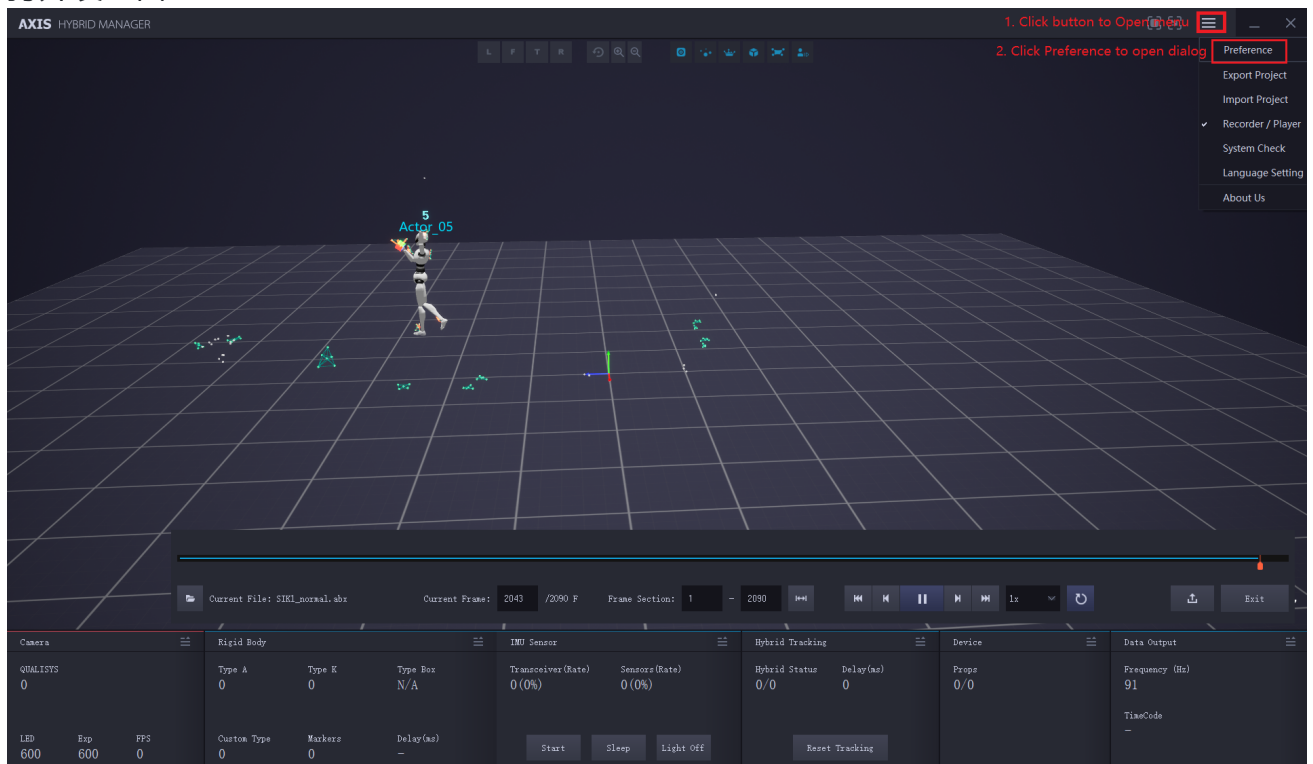 AXIS HYBRID MANAGER
1. Click button to Open menu
2. Click Preference to open dialog
Preference
Export Project
Import Project
Recorder / Player
System Check
Language Setting
About Us
L F T R
5
Actor_05
Current File: SIK1_normal.abx
Current Frame: 2043 /2090 F
Frame Section: 1 - 2090
1x
Exit
Camera
QUALISYS
0
LED Exp FPS
600 600 0
Rigid Body
Type A Type K Type Box
0 0 N/A
Custom Type Markers Delay(ms)
0 0 –
IMU Sensor
Transceiver(Rate) Sensors(Rate)
0(0%) 0(0%)
Start Sleep Light Off
Hybrid Tracking
Hybrid Status Delay(ms)
0/0 0
Reset Tracking
Device
Props
0/0
Data Output
Frequency (Hz)
91
TimeCode
–